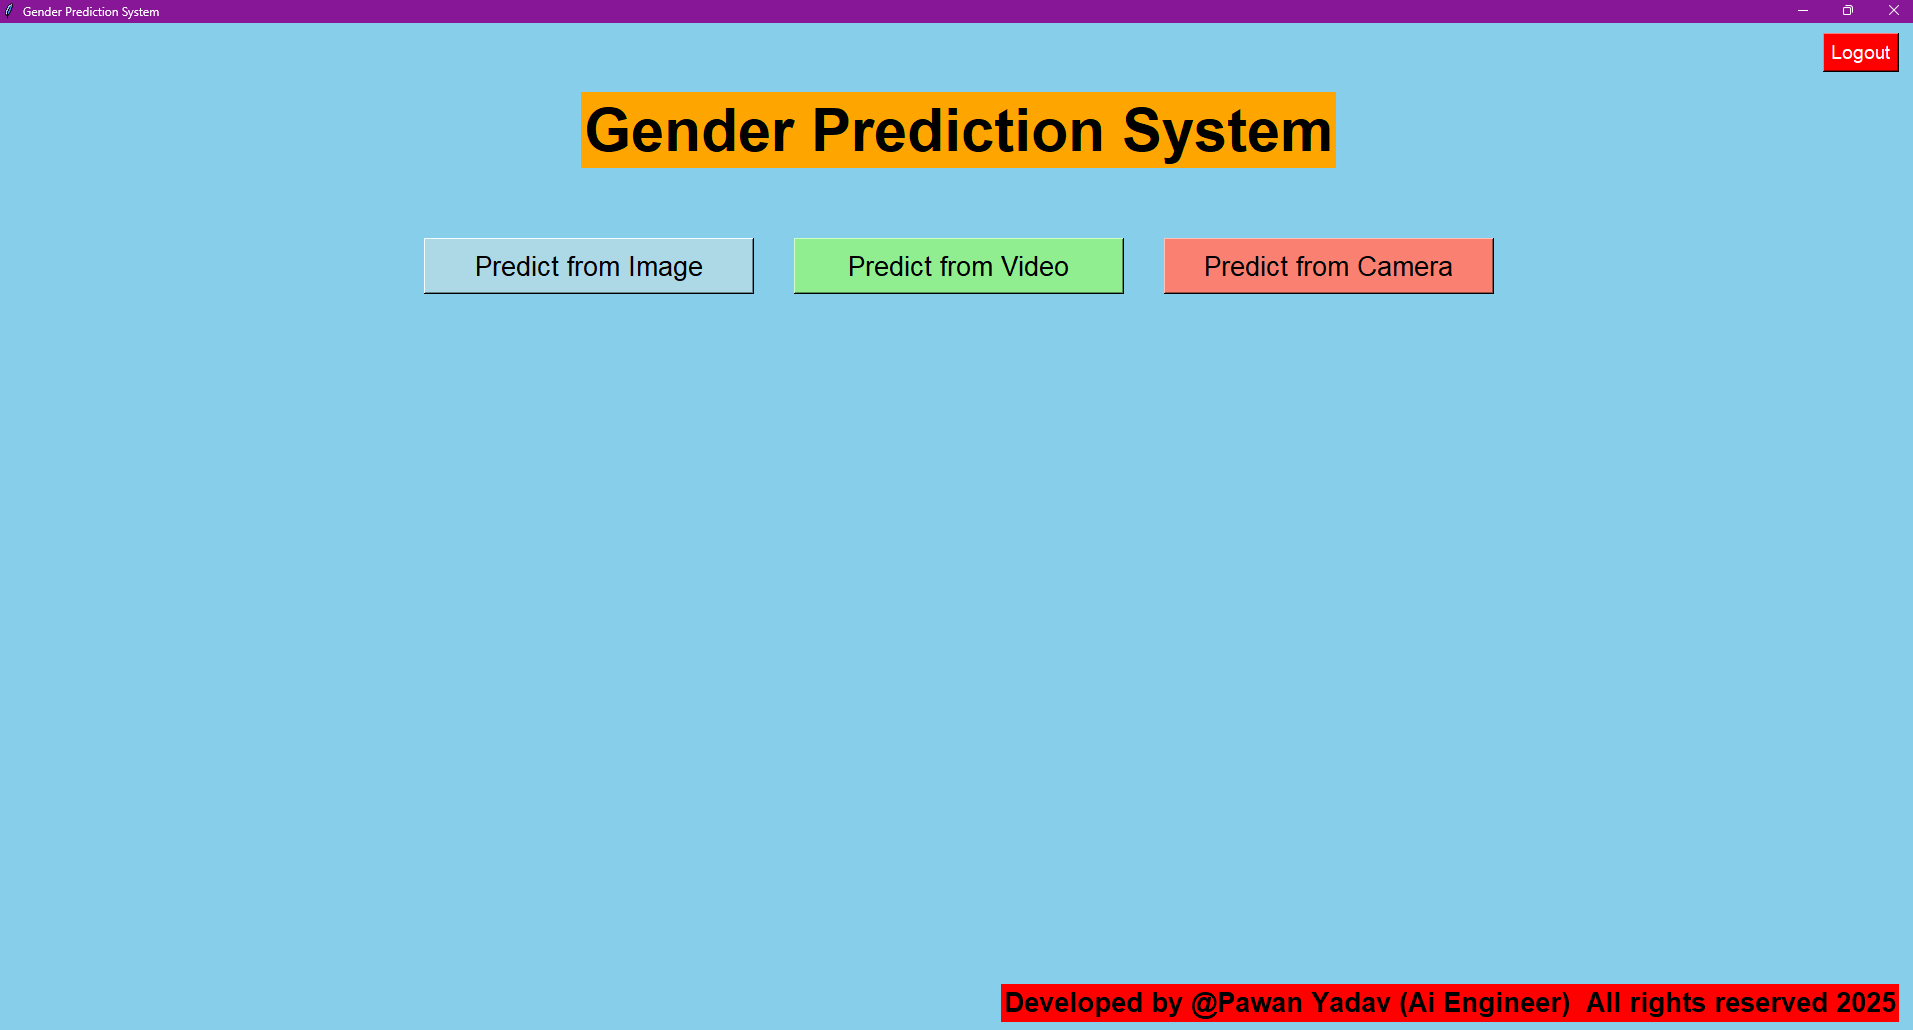 Gender Prediction System
Logout
Gender Prediction System
Predict from Image
Predict from Video
Predict from Camera
Developed by @Pawan Yadav (Ai Engineer)  All rights reserved 2025